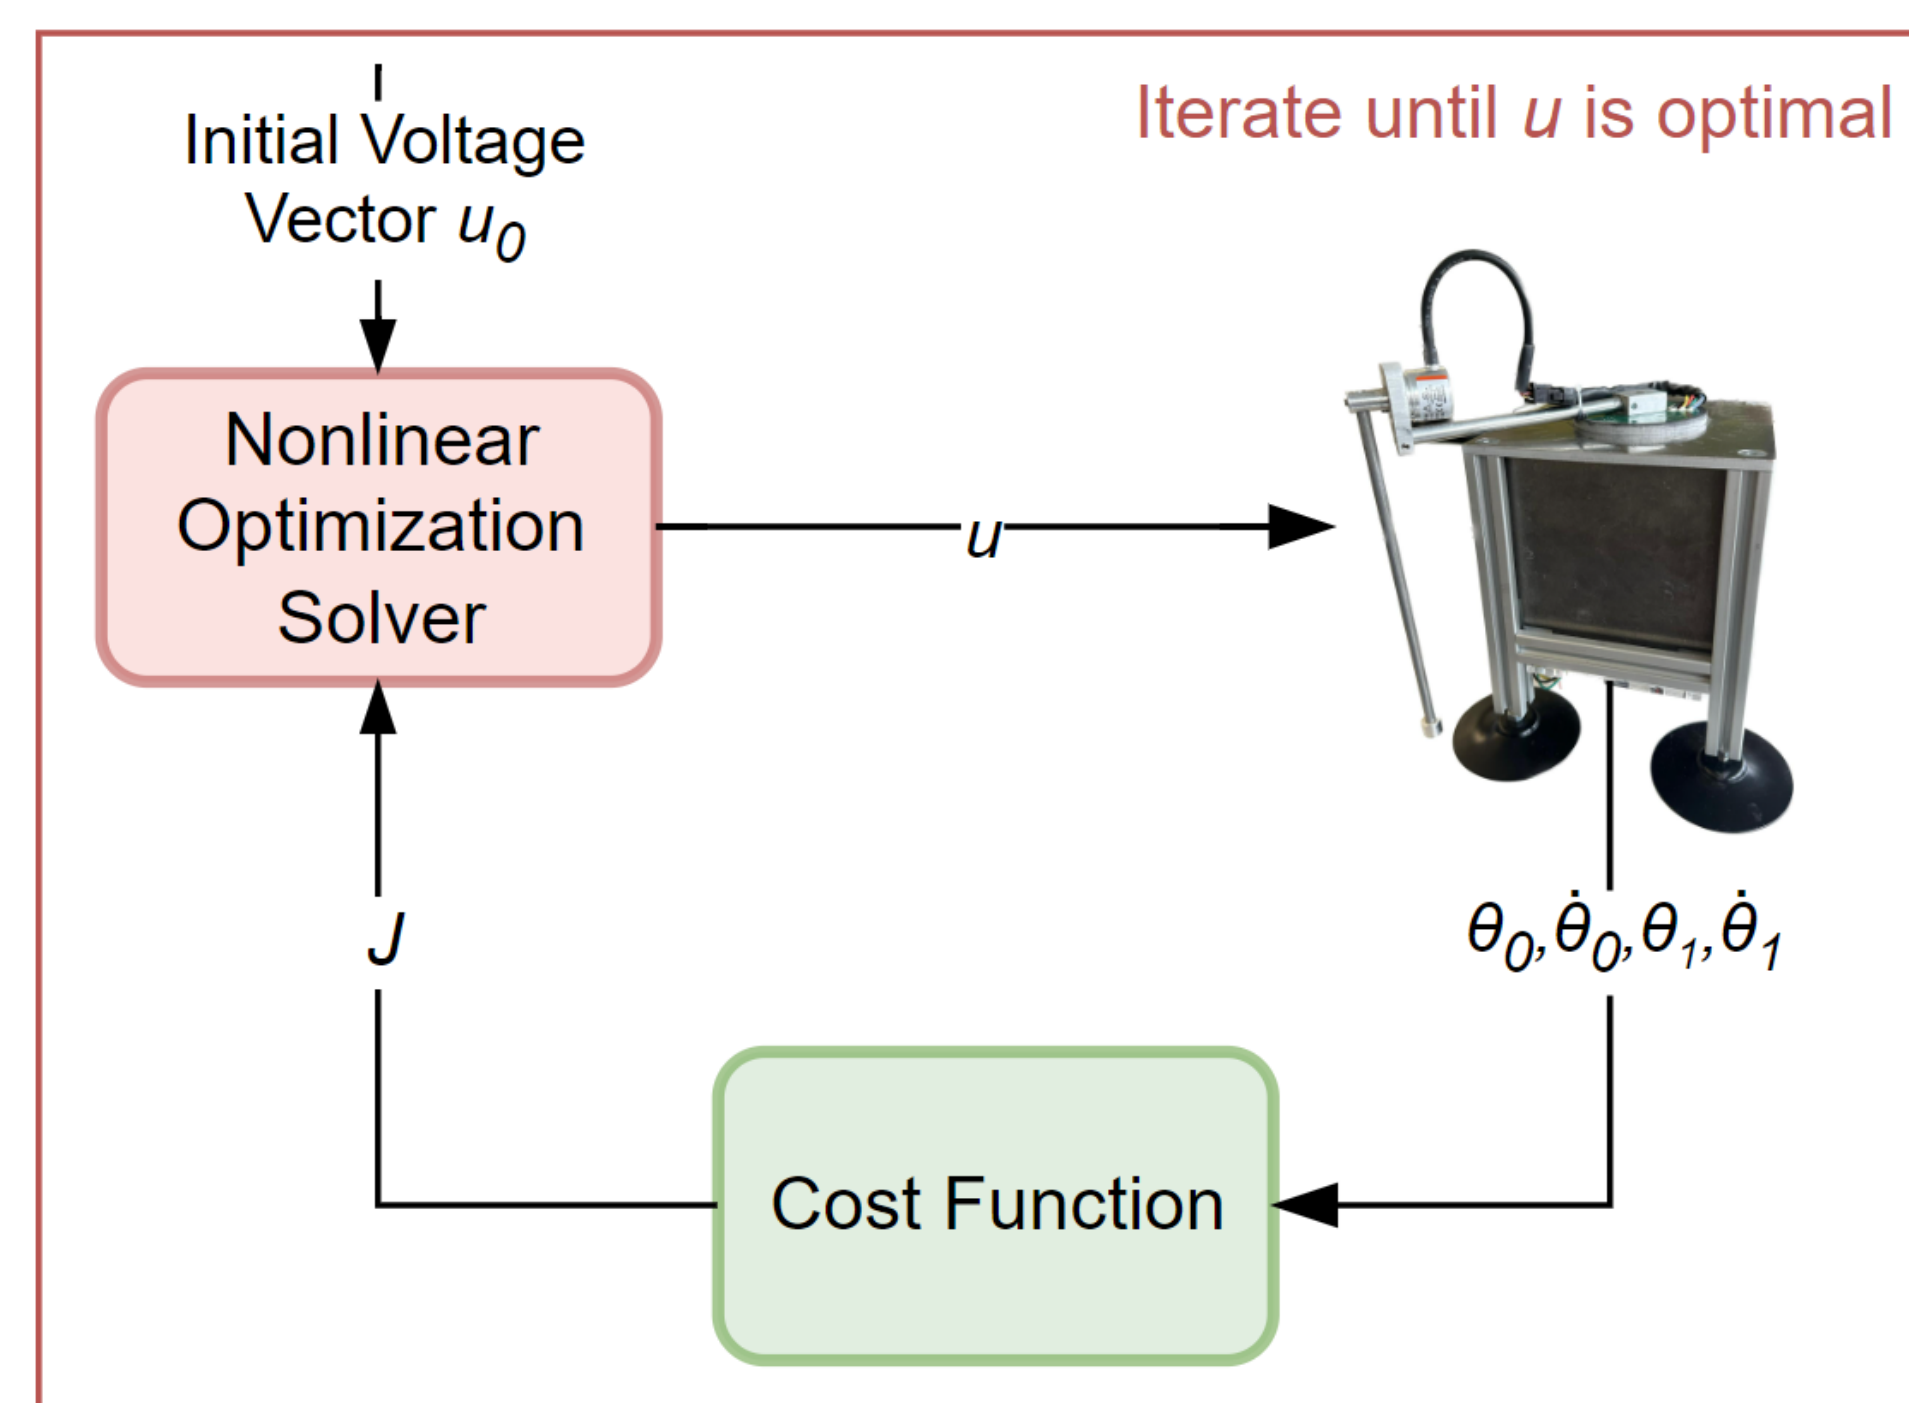 Initial Voltage
Vector u₀
Iterate until u is optimal
Nonlinear
Optimization
Solver
u
J
θ₀,θ̇₀,θ₁,θ̇₁
Cost Function